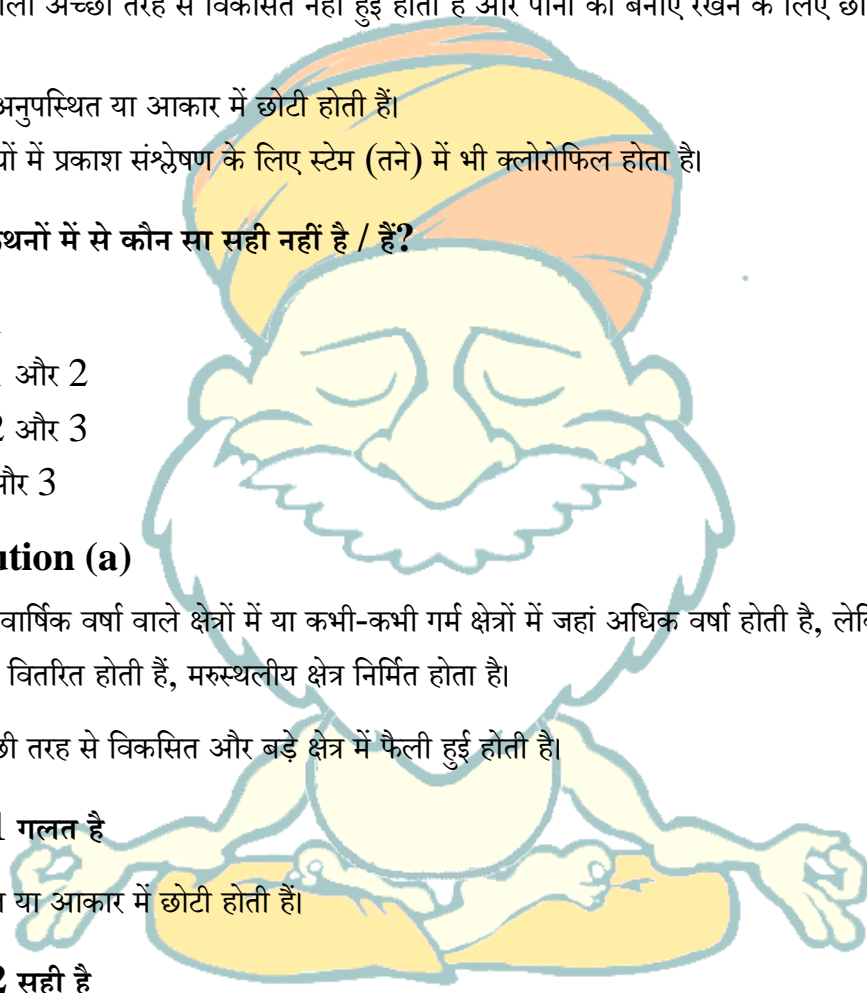 अच्छी तरह से विकसित नहीं हुई होती है और पानी को बनाए रखने के लिए
अनुपस्थित या आकार में छोटी होती हैं।
में प्रकाश संश्लेषण के लिए स्टेम (तने) में भी क्लोरोफिल होता है।
में से कौन सा सही नहीं है / हैं?
और 2
2 और 3
और 3
ution (a)
वार्षिक वर्षा वाले क्षेत्रों में या कभी-कभी गर्म क्षेत्रों में जहां अधिक वर्षा होती है,
वितरित होती हैं, मरुस्थलीय क्षेत्र निर्मित होता है।
तरह से विकसित और बड़े क्षेत्र में फैली हुई होती है।
गलत है
या आकार में छोटी होती हैं।
2 सही है